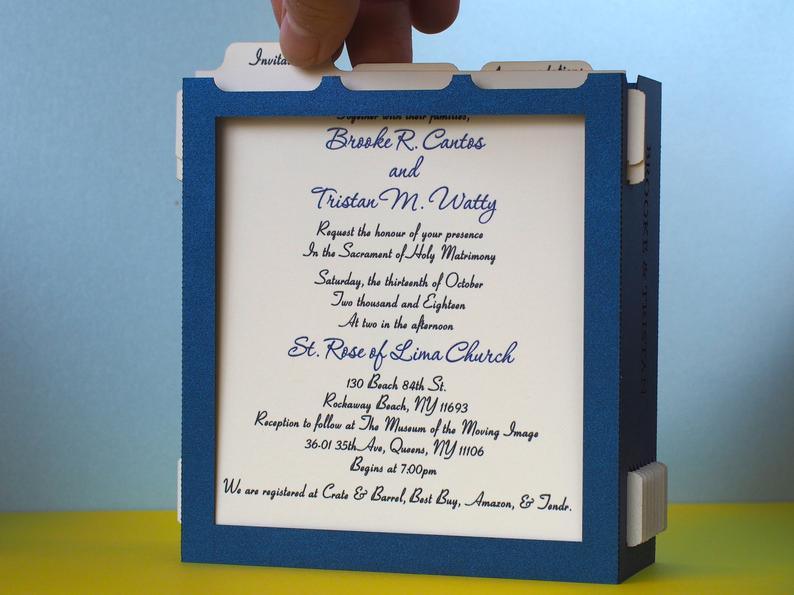 Together with their families,
Brooke R. Cantos
and
Tristan M. Watty
Request the honour of your presence
In the Sacrament of Holy Matrimony
Saturday, the thirteenth of October
Two thousand and Eighteen
At two in the afternoon
St. Rose of Lima Church
130 Beach 84th St.
Rockaway Beach, NY 11693
Reception to follow at The Museum of the Moving Image
36-01 35th Ave, Queens, NY 11106
Begins at 7:00pm
We are registered at Crate & Barrel, Best Buy, Amazon, & Tendr.
BROOKE & TRISTAN